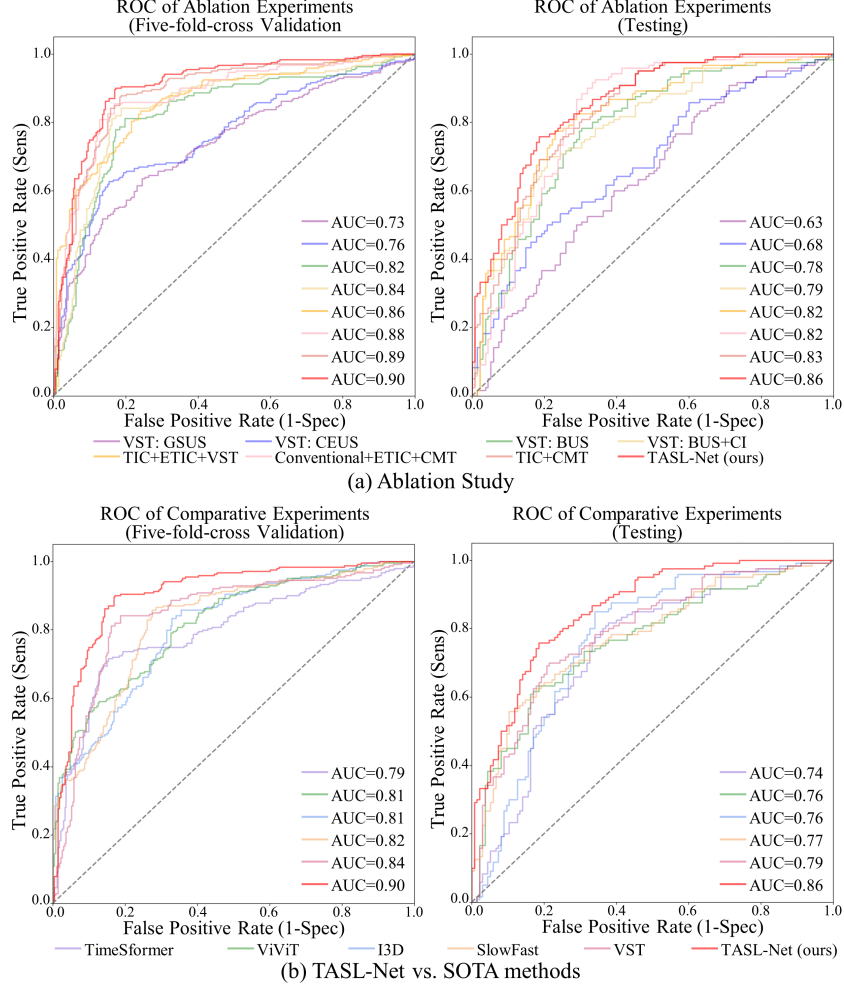 ROC of Ablation Experiments
(Five-fold-cross Validation
1.0
0.8
0.6
0.4
0.2
0.0
True Positive Rate (Sens)
AUC=0.73
AUC=0.76
AUC=0.82
AUC=0.84
AUC=0.86
AUC=0.88
AUC=0.89
AUC=0.90
0.0 0.2 0.4 0.6 0.8 1.0
False Positive Rate (1-Spec)
ROC of Ablation Experiments
(Testing)
1.0
0.8
0.6
0.4
0.2
0.0
True Positive Rate (Sens)
AUC=0.63
AUC=0.68
AUC=0.78
AUC=0.79
AUC=0.82
AUC=0.82
AUC=0.83
AUC=0.86
0.0 0.2 0.4 0.6 0.8 1.0
False Positive Rate (1-Spec)
VST: GSUS VST: CEUS VST: BUS VST: BUS+CI
TIC+ETIC+VST Conventional+ETIC+CMT TIC+CMT TASL-Net (ours)
(a) Ablation Study
ROC of Comparative Experiments
(Five-fold-cross Validation)
1.0
0.8
0.6
0.4
0.2
0.0
True Positive Rate (Sens)
AUC=0.79
AUC=0.81
AUC=0.81
AUC=0.82
AUC=0.84
AUC=0.90
0.0 0.2 0.4 0.6 0.8 1.0
False Positive Rate (1-Spec)
ROC of Comparative Experiments
(Testing)
1.0
0.8
0.6
0.4
0.2
0.0
True Positive Rate (Sens)
AUC=0.74
AUC=0.76
AUC=0.76
AUC=0.77
AUC=0.79
AUC=0.86
0.0 0.2 0.4 0.6 0.8 1.0
False Positive Rate (1-Spec)
TimeSformer ViViT I3D SlowFast VST TASL-Net (ours)
(b) TASL-Net vs. SOTA methods